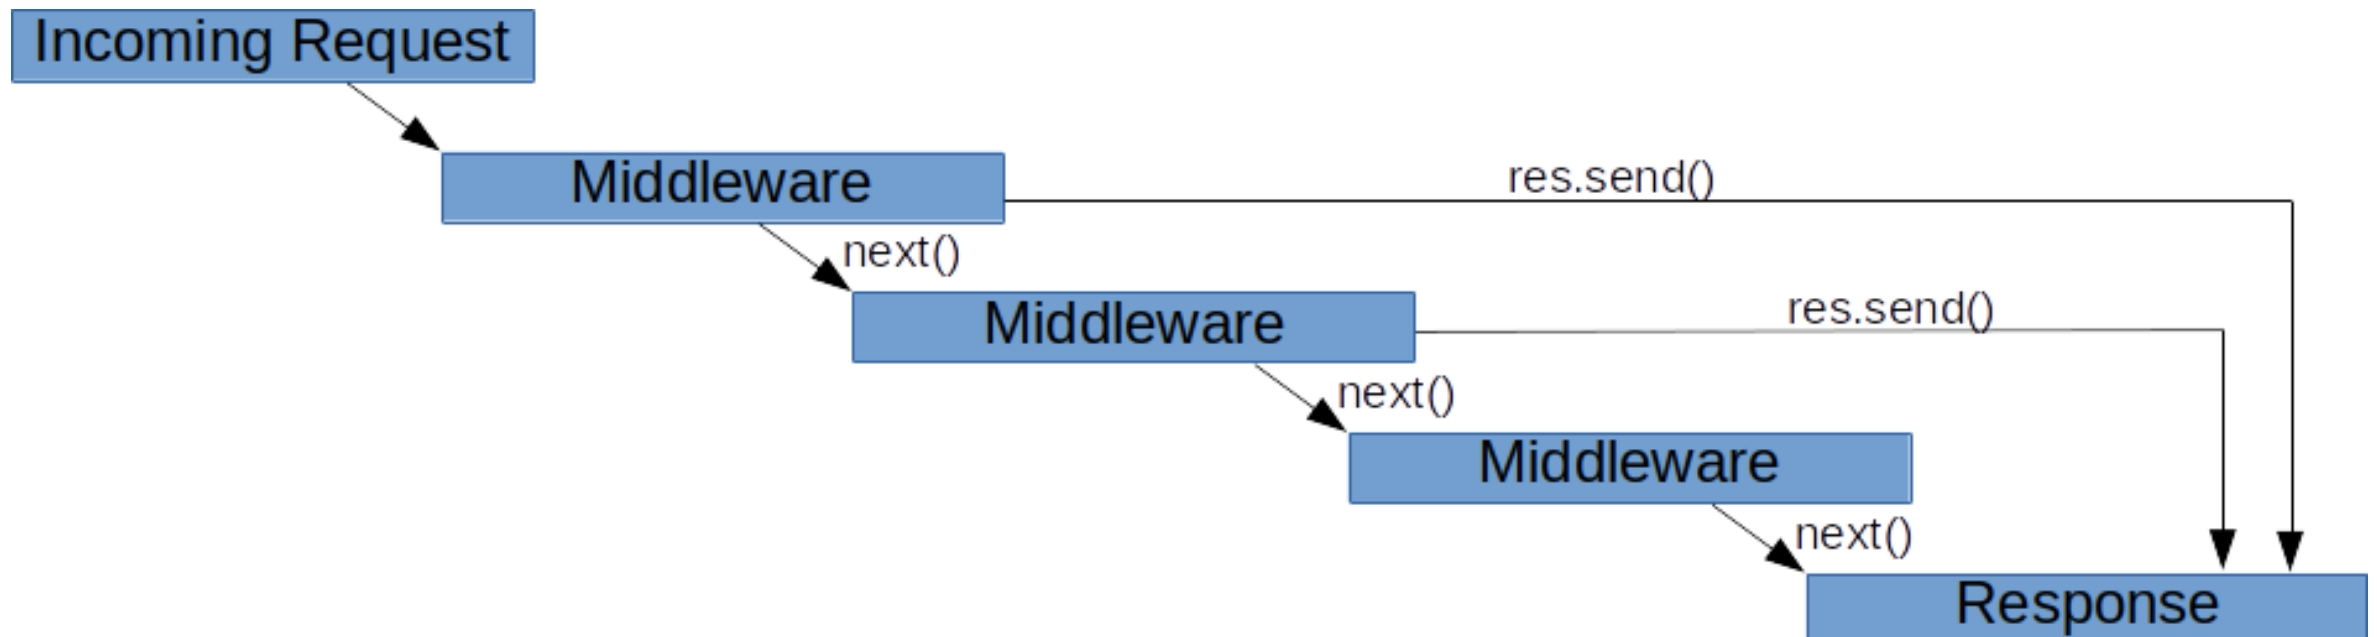 Incoming Request
Middleware
res.send()
next()
Middleware
res.send()
next()
Middleware
next()
Response